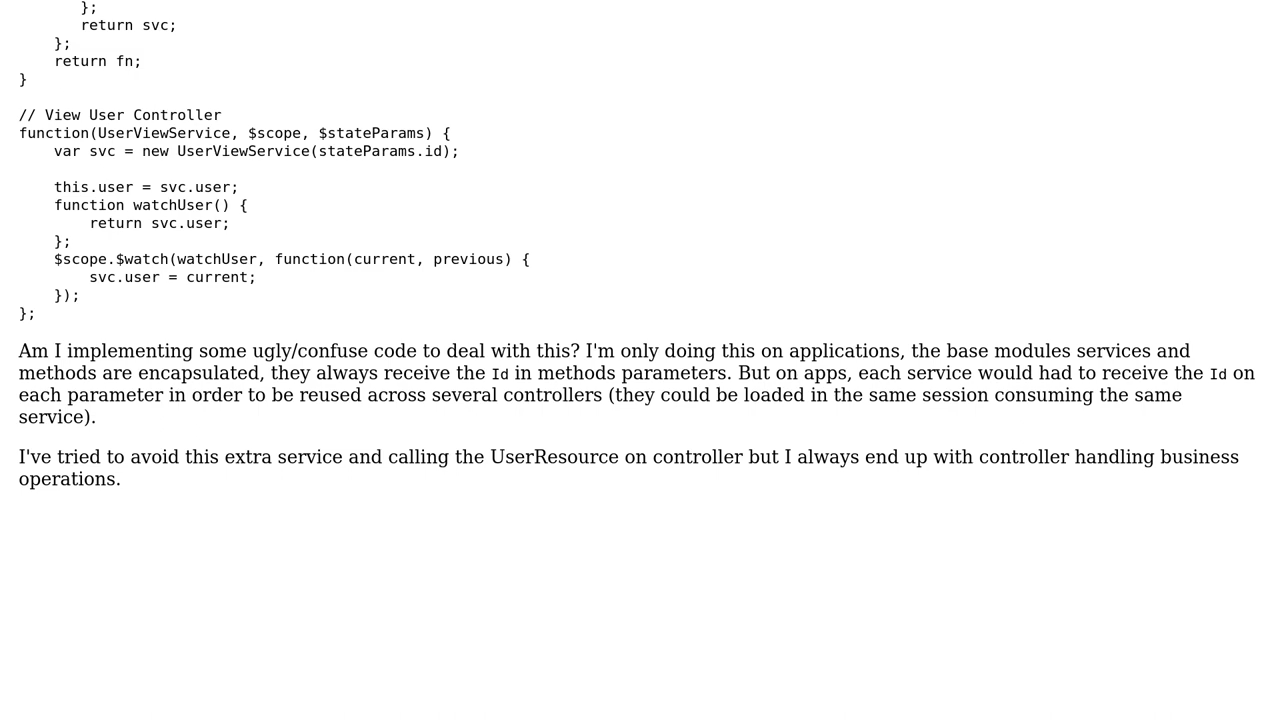 };
return svc;
};
return fn;
}
// View User Controller
function(UserViewService, $scope, $stateParams) {
var svc = new UserViewService(stateParams.id);
this.user = svc.user;
function watchUser() {
return svc.user;
};
$scope.$watch(watchUser, function(current, previous) {
svc.user = current;
});
};
Am I implementing some ugly/confuse code to deal with this? I'm only doing this on applications, the base modules services and
methods are encapsulated, they always receive the Id in methods parameters. But on apps, each service would had to receive the Id on
each parameter in order to be reused across several controllers (they could be loaded in the same session consuming the same
service).
I've tried to avoid this extra service and calling the UserResource on controller but I always end up with controller handling business
operations.